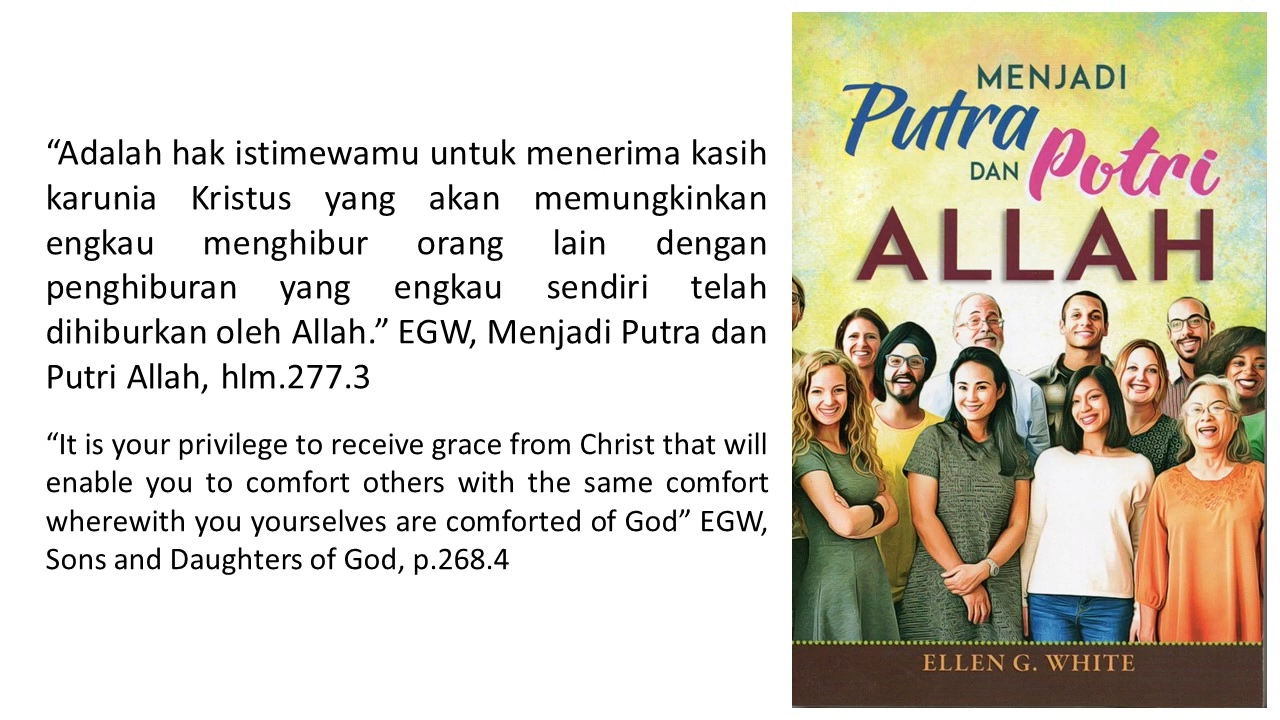 “Adalah hak istimewamu untuk menerima kasih
karunia Kristus yang akan memungkinkan
engkau menghibur orang lain dengan
penghiburan yang engkau sendiri telah
dihiburkan oleh Allah.” EGW, Menjadi Putra dan
Putri Allah, hlm.277.3
“It is your privilege to receive grace from Christ that will
enable you to comfort others with the same comfort
wherewith you yourselves are comforted of God” EGW,
Sons and Daughters of God, p.268.4
MENJADI
Putra
DAN Putri
ALLAH
ELLEN G. WHITE